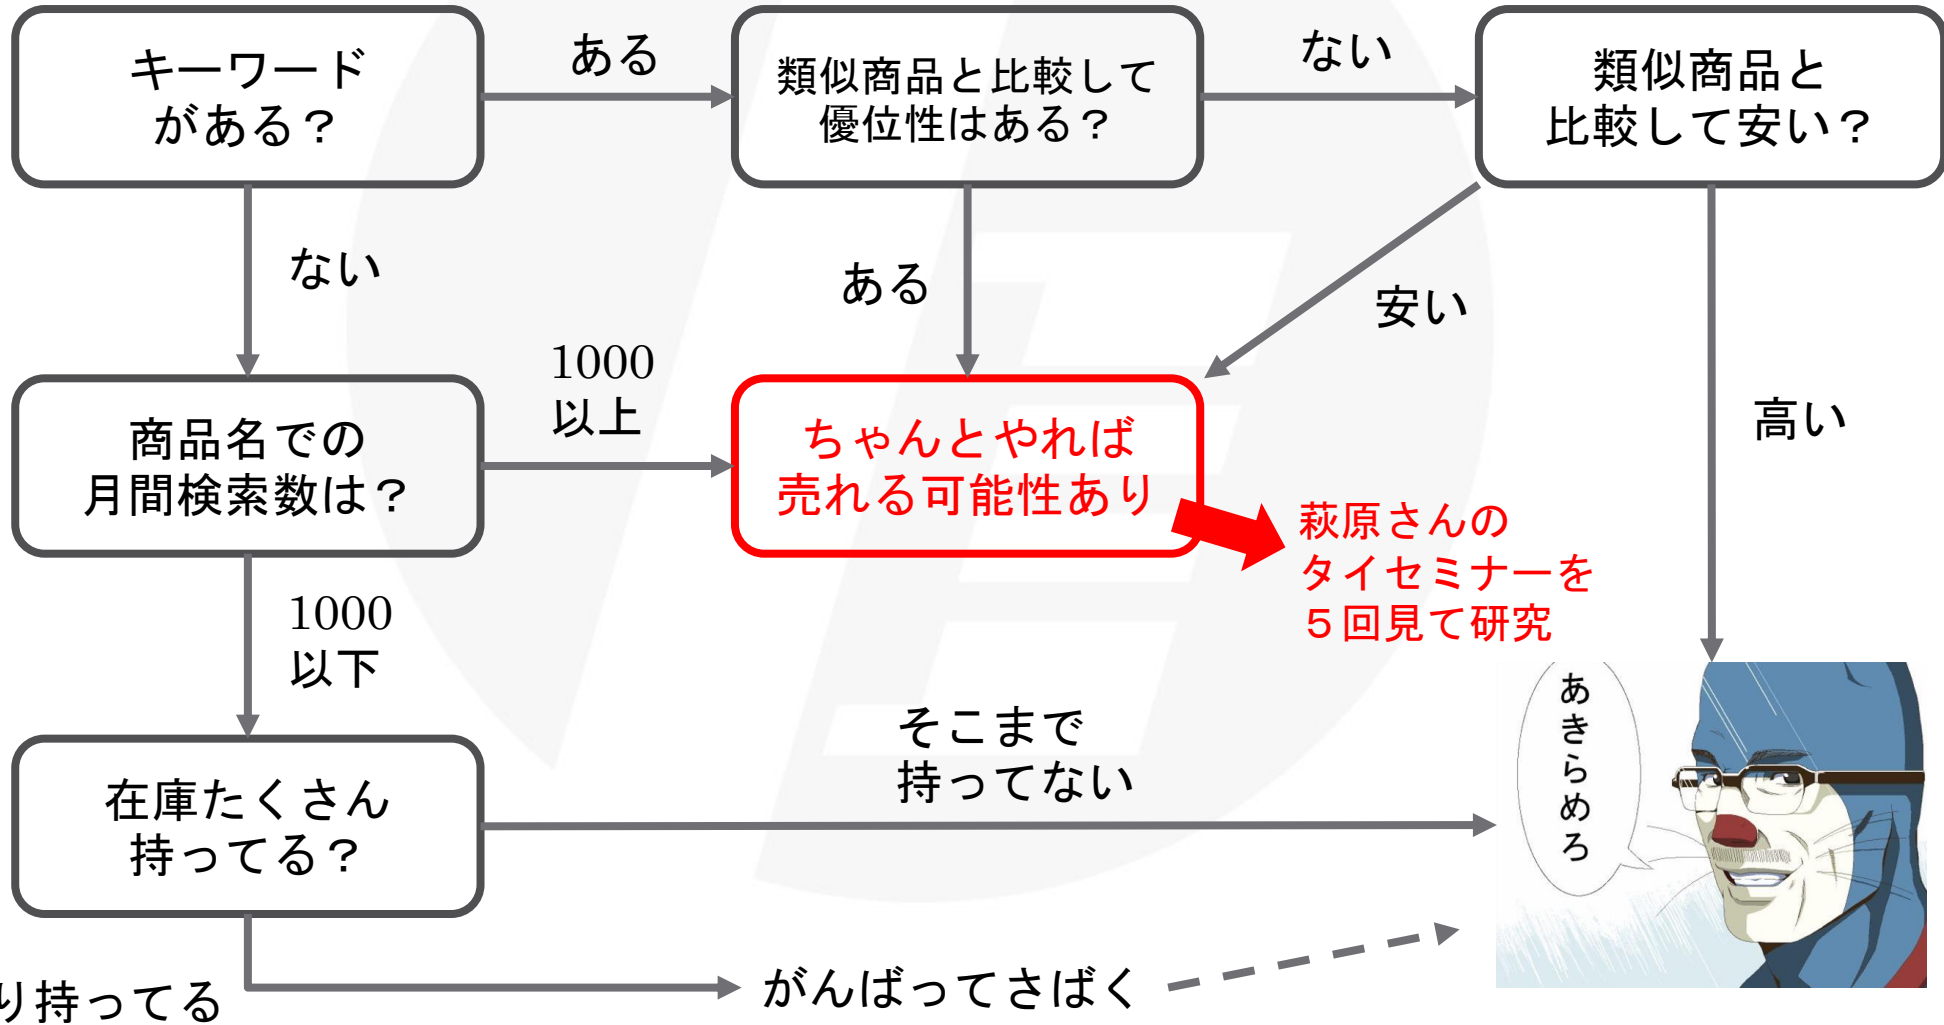 キーワード
がある？
ある
類似商品と比較して
優位性はある？
ない
類似商品と
比較して安い？
ない
ある
安い
高い
1000
以上
商品名での
月間検索数は？
ちゃんとやれば
売れる可能性あり
萩原さんの
タイセミナーを
５回見て研究
1000
以下
あきらめろ
そこまで
持ってない
在庫たくさん
持ってる？
がんばってさばく
り持ってる